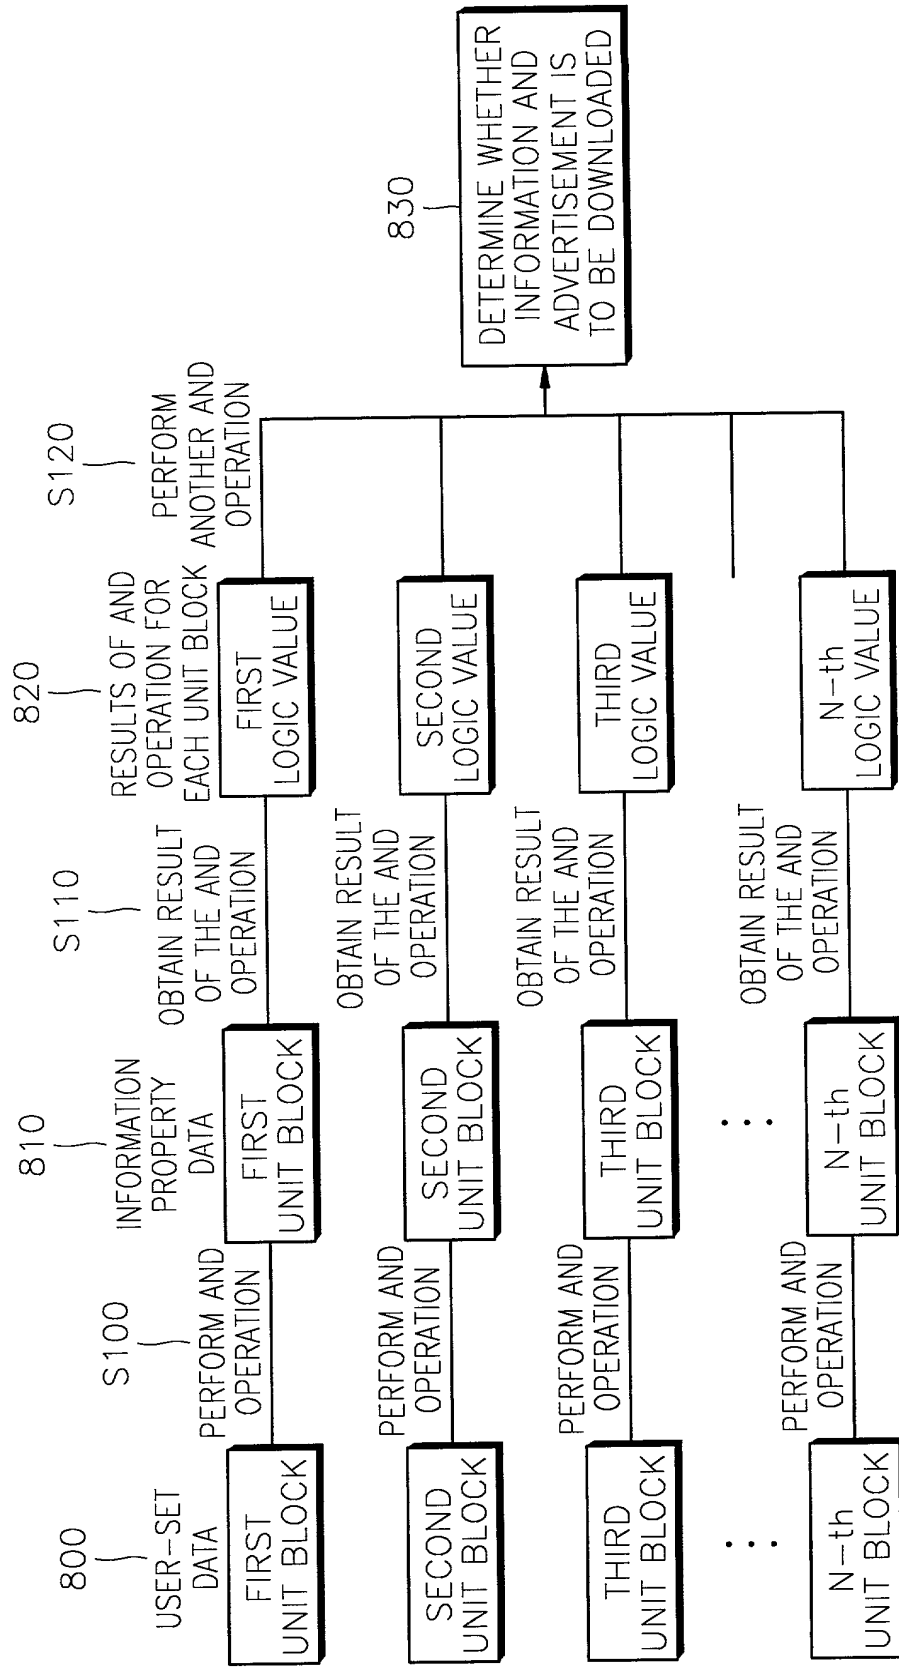 800
USER-SET
DATA
S100
PERFORM AND
OPERATION
810
INFORMATION
PROPERTY
DATA
S110
OBTAIN RESULT
OF THE AND
OPERATION
820
RESULTS OF AND
OPERATION FOR
EACH UNIT BLOCK
S120
PERFORM
ANOTHER AND
OPERATION
FIRST
UNIT BLOCK
FIRST
UNIT BLOCK
FIRST
LOGIC VALUE
PERFORM AND
OPERATION
OBTAIN RESULT
OF THE AND
OPERATION
SECOND
UNIT BLOCK
SECOND
UNIT BLOCK
SECOND
LOGIC VALUE
830
DETERMINE WHETHER
INFORMATION AND
ADVERTISEMENT IS
TO BE DOWNLOADED
PERFORM AND
OPERATION
OBTAIN RESULT
OF THE AND
OPERATION
THIRD
UNIT BLOCK
THIRD
UNIT BLOCK
THIRD
LOGIC VALUE
...
...
PERFORM AND
OPERATION
OBTAIN RESULT
OF THE AND
OPERATION
N-th
UNIT BLOCK
N-th
UNIT BLOCK
N-th
LOGIC VALUE